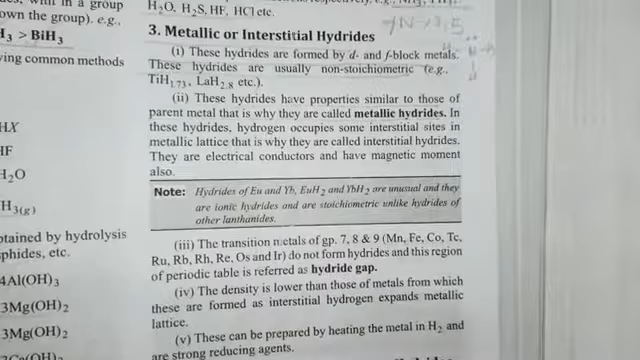 own the group). e.g.,
H₃ > BiH₃
ving common methods
HX
HF
H₂O
H₃(g)
otained by hydrolysis
sphides, etc.
4Al(OH)₃
3Mg(OH)₂
3Mg(OH)₂
H₂O, H₂S, HF, HCl etc.
3. Metallic or Interstitial Hydrides
(i) These hydrides are formed by d- and f-block metals.
These hydrides are usually non-stoichiometric (e.g.,
TiH₁.₇₃, LaH₂.₈ etc.).
(ii) These hydrides have properties similar to those of
parent metal that is why they are called metallic hydrides. In
these hydrides, hydrogen occupies some interstitial sites in
metallic lattice that is why they are called interstitial hydrides.
They are electrical conductors and have magnetic moment
also.
Note: Hydrides of Eu and Yb, EuH₂ and YbH₂ are unusual and they
are ionic hydrides and are stoichiometric unlike hydrides of
other lanthanides.
(iii) The transition metals of gp. 7, 8 & 9 (Mn, Fe, Co, Tc,
Ru, Rb, Rh, Re, Os and Ir) do not form hydrides and this region
of periodic table is referred as hydride gap.
(iv) The density is lower than those of metals from which
these are formed as interstitial hydrogen expands metallic
lattice.
(v) These can be prepared by heating the metal in H₂ and
are strong reducing agents.